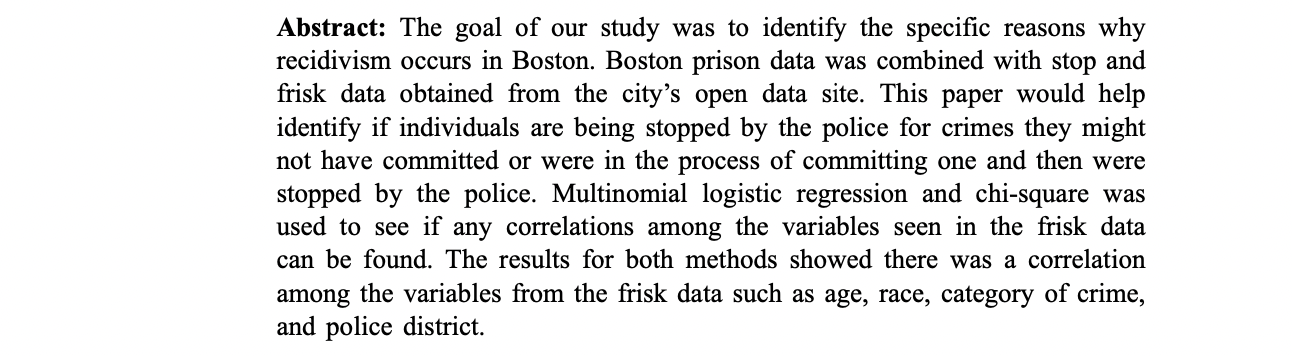 Abstract: The goal of our study was to identify the specific reasons why
recidivism occurs in Boston. Boston prison data was combined with stop and
frisk data obtained from the city’s open data site. This paper would help
identify if individuals are being stopped by the police for crimes they might
not have committed or were in the process of committing one and then were
stopped by the police. Multinomial logistic regression and chi-square was
used to see if any correlations among the variables seen in the frisk data
can be found. The results for both methods showed there was a correlation
among the variables from the frisk data such as age, race, category of crime,
and police district.